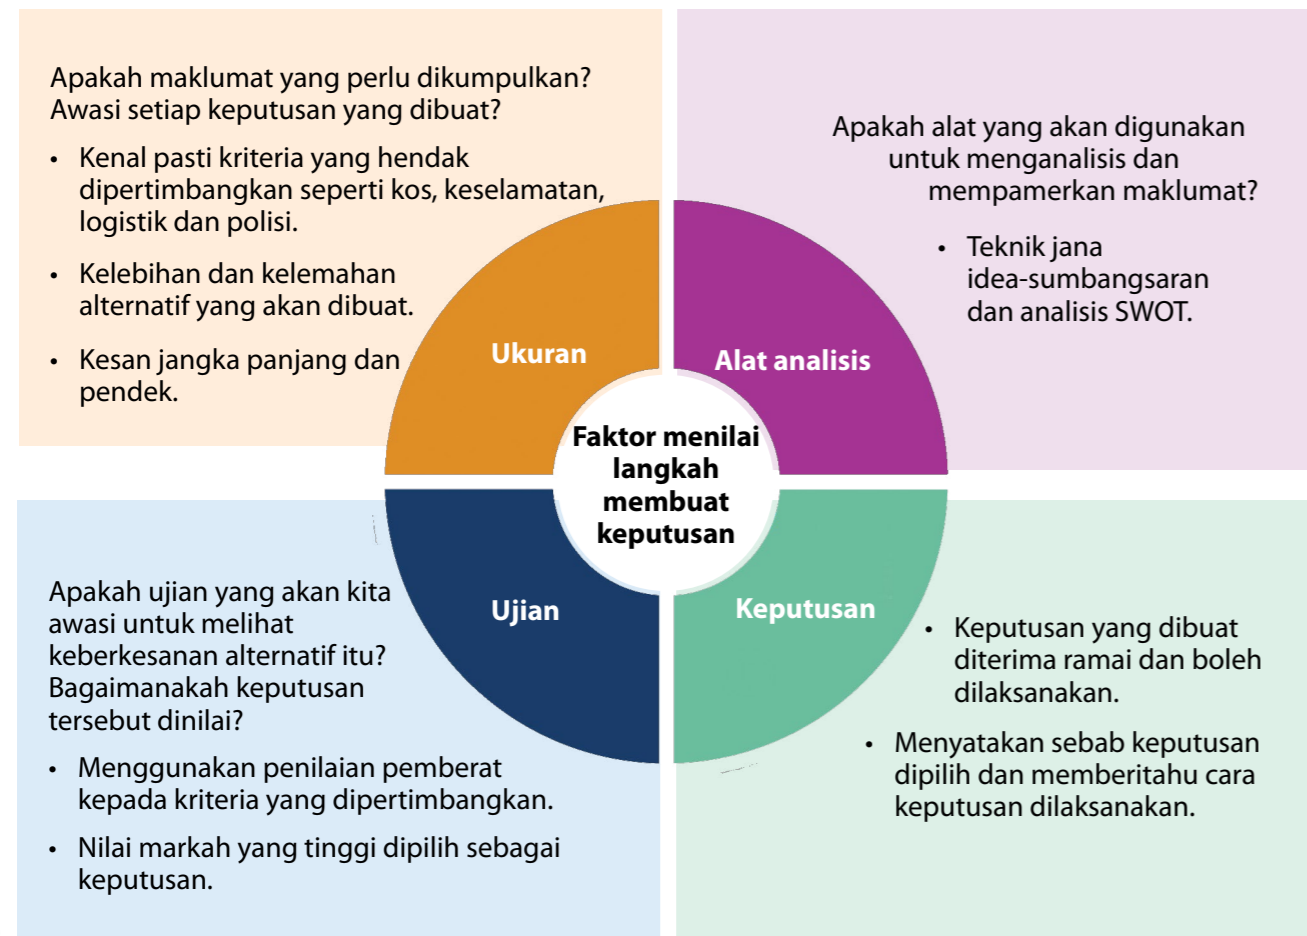 Apakah maklumat yang perlu dikumpulkan?
Awasi setiap keputusan yang dibuat?
• Kenal pasti kriteria yang hendak
dipertimbangkan seperti kos, keselamatan,
logistik dan polisi.
• Kelebihan dan kelemahan
alternatif yang akan dibuat.
• Kesan jangka panjang dan
pendek.
Ukuran
Apakah alat yang akan digunakan
untuk menganalisis dan
mempamerkan maklumat?
• Teknik jana
idea-sumbangsaran
dan analisis SWOT.
Alat analisis
Faktor menilai
langkah
membuat
keputusan
Apakah ujian yang akan kita
awasi untuk melihat
keberkesanan alternatif itu?
Bagaimanakah keputusan
tersebut dinilai?
• Menggunakan penilaian pemberat
kepada kriteria yang dipertimbangkan.
• Nilai markah yang tinggi dipilih sebagai
keputusan.
Ujian
Keputusan
• Keputusan yang dibuat
diterima ramai dan boleh
dilaksanakan.
• Menyatakan sebab keputusan
dipilih dan memberitahu cara
keputusan dilaksanakan.